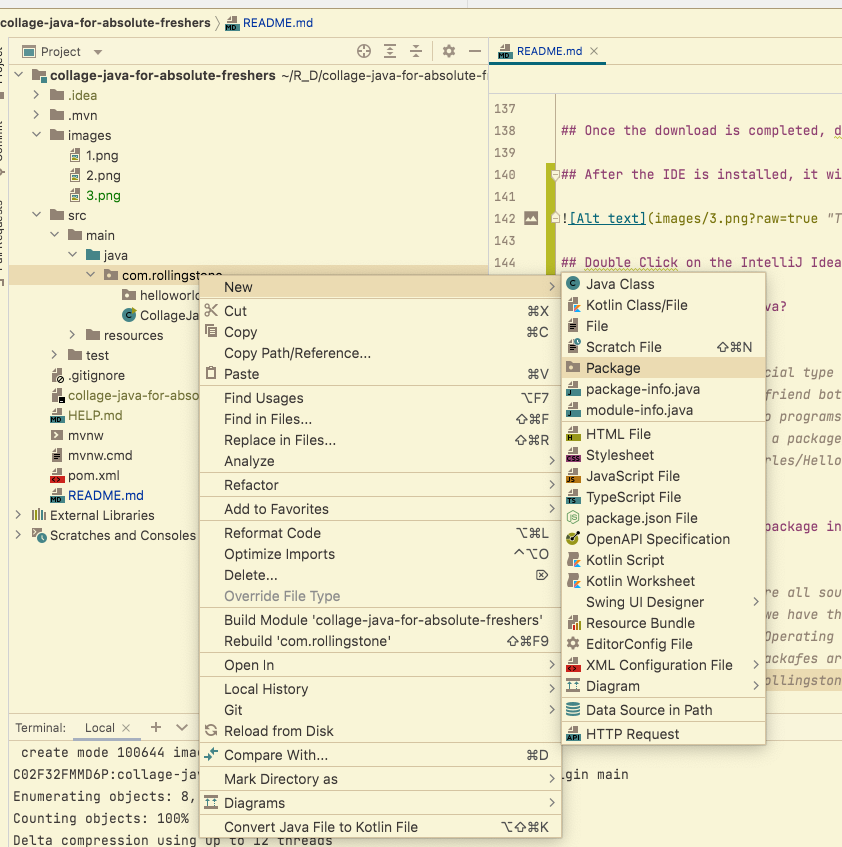 collage-java-for-absolute-freshers
README.md
Project
collage-java-for-absolute-freshers ~/R_D/collage-java-for-absolute-f
.idea
.mvn
images
1.png
2.png
3.png
src
main
java
com.rollingstone
helloworld
CollageJa
resources
test
.gitignore
collage-java-for-abso
HELP.md
mvnw
mvnw.cmd
pom.xml
README.md
External Libraries
Scratches and Consoles
README.md
137
138 ## Once the download is completed, d
139
140 ## After the IDE is installed, it wi
141
142 ![Alt text](images/3.png?raw=true "T
143
144 ## Double Click on the IntelliJ Idea
va?
cial type
friend bot
o programs
a package
rles/Hello
package in
re all sou
we have th
Operating
ackafes ar
ollingston
New
Cut ⌘X
Copy ⌘C
Copy Path/Reference...
Paste ⌘V
Find Usages ⌥F7
Find in Files... ⇧⌘F
Replace in Files... ⇧⌘R
Analyze
Refactor
Add to Favorites
Reformat Code ⌥⌘L
Optimize Imports ^⌥O
Delete... ⌦
Override File Type
Build Module 'collage-java-for-absolute-freshers'
Rebuild 'com.rollingstone' ⇧⌘F9
Open In
Local History
Git
Reload from Disk
Compare With... ⌘D
Mark Directory as
Diagrams
Convert Java File to Kotlin File ⌥⇧⌘K
Java Class
Kotlin Class/File
File
Scratch File ⇧⌘N
Package
package-info.java
module-info.java
HTML File
Stylesheet
JavaScript File
TypeScript File
package.json File
OpenAPI Specification
Kotlin Script
Kotlin Worksheet
Swing UI Designer
Resource Bundle
EditorConfig File
XML Configuration File
Diagram
Data Source in Path
HTTP Request
Terminal: Local
create mode 100644 ima
C02F32FMMD6P:collage-ja gin main
Enumerating objects: 8,
Counting objects: 100%
Delta compression using up to 12 threads